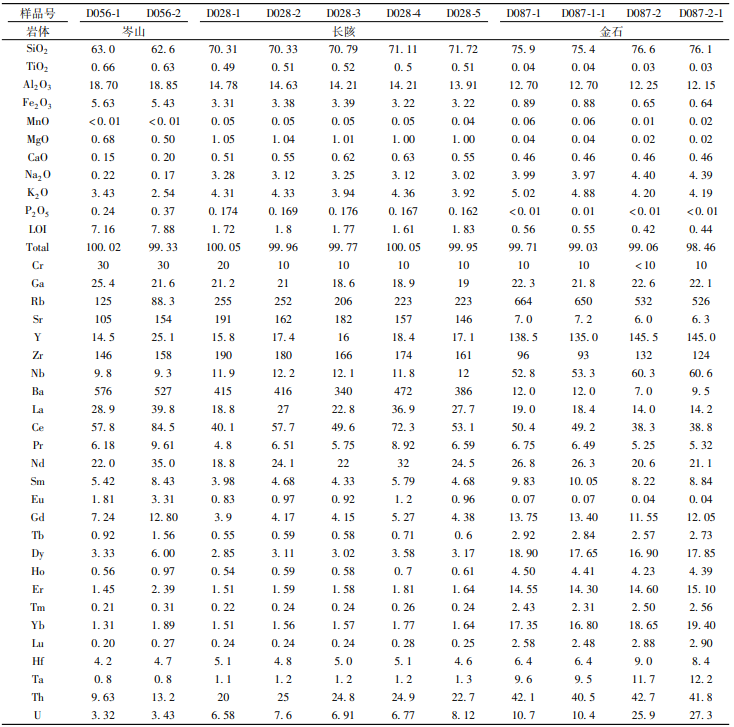 样品号 D056-1 D056-2 D028-1 D028-2 D028-3 D028-4 D028-5 D087-1 D087-1-1 D087-2 D087-2-1
岩体 岑山 长陔 金石
SiO₂ 63.0 62.6 70.31 70.33 70.79 71.11 71.72 75.9 75.4 76.6 76.1
TiO₂ 0.66 0.63 0.49 0.51 0.52 0.5 0.51 0.04 0.04 0.03 0.03
Al₂O₃ 18.70 18.85 14.78 14.63 14.21 14.21 13.91 12.70 12.70 12.25 12.15
Fe₂O₃ 5.63 5.43 3.31 3.38 3.39 3.22 3.22 0.89 0.88 0.65 0.64
MnO <0.01 <0.01 0.05 0.05 0.05 0.05 0.04 0.06 0.06 0.01 0.02
MgO 0.68 0.50 1.05 1.04 1.01 1.00 1.00 0.04 0.04 0.02 0.02
CaO 0.15 0.20 0.51 0.55 0.62 0.63 0.55 0.46 0.46 0.46 0.46
Na₂O 0.22 0.17 3.28 3.12 3.25 3.12 3.02 3.99 3.97 4.40 4.39
K₂O 3.43 2.54 4.31 4.33 3.94 4.36 3.92 5.02 4.88 4.20 4.19
P₂O₅ 0.24 0.37 0.174 0.169 0.176 0.167 0.162 <0.01 0.01 <0.01 <0.01
LOI 7.16 7.88 1.72 1.8 1.77 1.61 1.83 0.56 0.55 0.42 0.44
Total 100.02 99.33 100.05 99.96 99.77 100.05 99.95 99.71 99.03 99.06 98.46
Cr 30 30 20 10 10 10 10 10 10 <10 10
Ga 25.4 21.6 21.2 21 18.6 18.9 19 22.3 21.8 22.6 22.1
Rb 125 88.3 255 252 206 223 223 664 650 532 526
Sr 105 154 191 162 182 157 146 7.0 7.2 6.0 6.3
Y 14.5 25.1 15.8 17.4 16 18.4 17.1 138.5 135.0 145.5 145.0
Zr 146 158 190 180 166 174 161 96 93 132 124
Nb 9.8 9.3 11.9 12.2 12.1 11.8 12 52.8 53.3 60.3 60.6
Ba 576 527 415 416 340 472 386 12.0 12.0 7.0 9.5
La 28.9 39.8 18.8 27 22.8 36.9 27.7 19.0 18.4 14.0 14.2
Ce 57.8 84.5 40.1 57.7 49.6 72.3 53.1 50.4 49.2 38.3 38.8
Pr 6.18 9.61 4.8 6.51 5.75 8.92 6.59 6.75 6.49 5.25 5.32
Nd 22.0 35.0 18.8 24.1 22 32 24.5 26.8 26.3 20.6 21.1
Sm 5.42 8.43 3.98 4.68 4.33 5.79 4.68 9.83 10.05 8.22 8.84
Eu 1.81 3.31 0.83 0.97 0.92 1.2 0.96 0.07 0.07 0.04 0.04
Gd 7.24 12.80 3.9 4.17 4.15 5.27 4.38 13.75 13.40 11.55 12.05
Tb 0.92 1.56 0.55 0.59 0.58 0.71 0.6 2.92 2.84 2.57 2.73
Dy 3.33 6.00 2.85 3.11 3.02 3.58 3.17 18.90 17.65 16.90 17.85
Ho 0.56 0.97 0.54 0.59 0.58 0.7 0.61 4.50 4.41 4.23 4.39
Er 1.45 2.39 1.51 1.59 1.58 1.81 1.64 14.55 14.30 14.60 15.10
Tm 0.21 0.31 0.22 0.24 0.24 0.26 0.24 2.43 2.31 2.50 2.56
Yb 1.31 1.89 1.51 1.56 1.57 1.77 1.64 17.35 16.80 18.65 19.40
Lu 0.20 0.27 0.24 0.24 0.24 0.28 0.25 2.58 2.48 2.88 2.90
Hf 4.2 4.7 5.1 4.8 5.0 5.1 4.6 6.4 6.4 9.0 8.4
Ta 0.8 0.8 1.1 1.2 1.2 1.2 1.3 9.6 9.5 11.7 12.2
Th 9.63 13.2 20 25 24.8 24.9 22.7 42.1 40.5 42.7 41.8
U 3.32 3.43 6.58 7.6 6.91 6.77 8.12 10.7 10.4 25.9 27.3